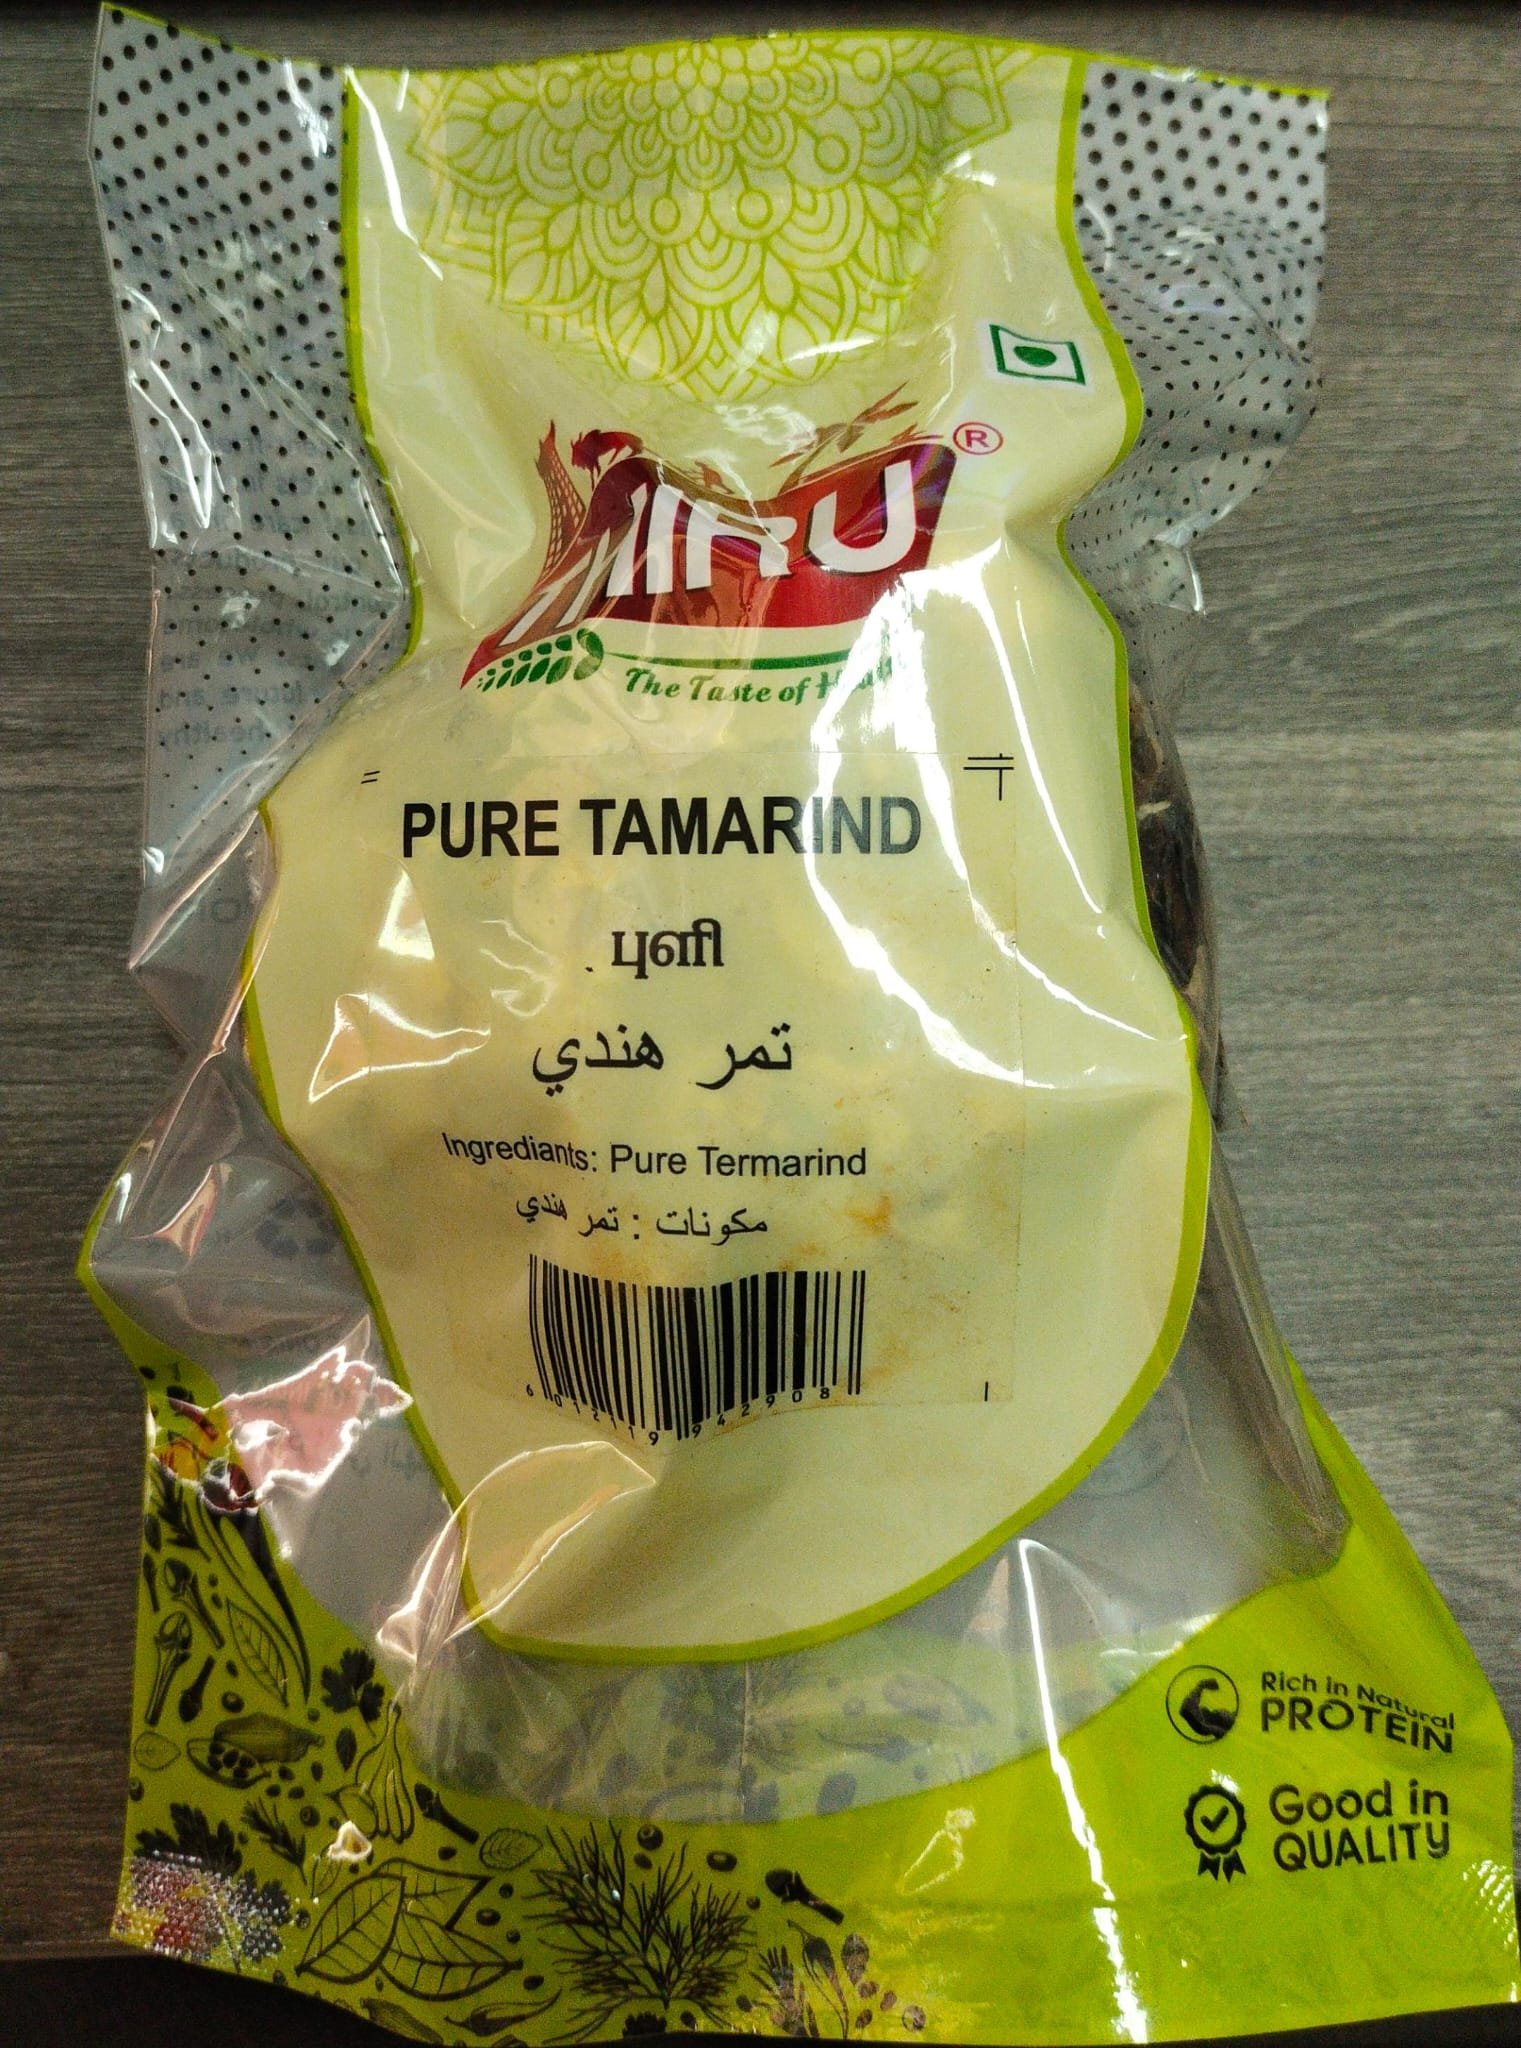 ®
The Taste of
PURE TAMARIND
புளி
تمر هندي
Ingrediants: Pure Termarind
مكونات : تمر هندي
6012119942908
Rich in Natural
PROTEIN
Good in
QUALITY